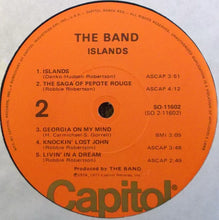 THE BAND
ISLANDS
1. ISLANDS
(Danko-Hudson-Robertson) ASCAP 3:51
2. THE SAGA OF PEPOTE ROUGE
(Robbie Robertson) ASCAP 4:12
2
SO-11602
(SO 2-11602)
3. GEORGIA ON MY MIND
(H. Carmichael-S. Gorrell) BMI 3:05
4. KNOCKIN' LOST JOHN
(Robbie Robertson) ASCAP 3:48
5. LIVIN' IN A DREAM
(Robbie Robertson) ASCAP 2:45
Produced by THE BAND
Capitol